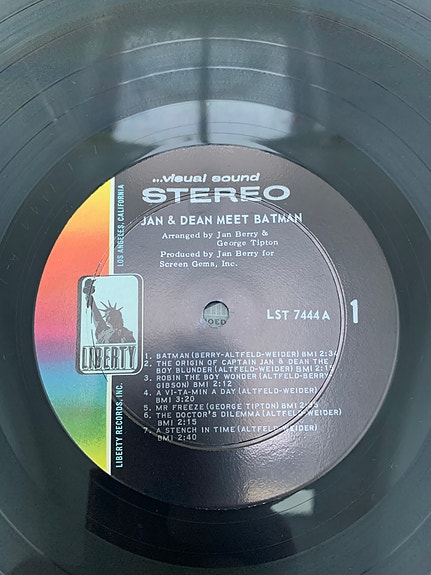 ...visual sound
STEREO
JAN & DEAN MEET BATMAN
Arranged by Jan Berry &
George Tipton
Produced by Jan Berry for
Screen Gems, Inc.
LOS ANGELES, CALIFORNIA
LIBERTY
LIBERTY RECORDS, INC.
LST 7444 A
1
1. BATMAN (BERRY-ALTFELD-WEIDER) BMI 2:34
2. THE ORIGIN OF CAPTAIN JAN & DEAN THE
BOY BLUNDER (ALTFELD-WEIDER) BMI
3. ROBIN THE BOY WONDER (ALTFELD-BERRY-
GIBSON) BMI 2:12
4. A VI-TA-MIN A DAY (ALTFELD-WEIDER)
BMI 3:20
5. MR FREEZE (GEORGE TIPTON) BMI
6. THE DOCTOR'S DILEMMA (ALTFELD-WEIDER)
BMI 2:15
7. A STENCH IN TIME (ALTFELD-WEIDER)
BMI 2:40